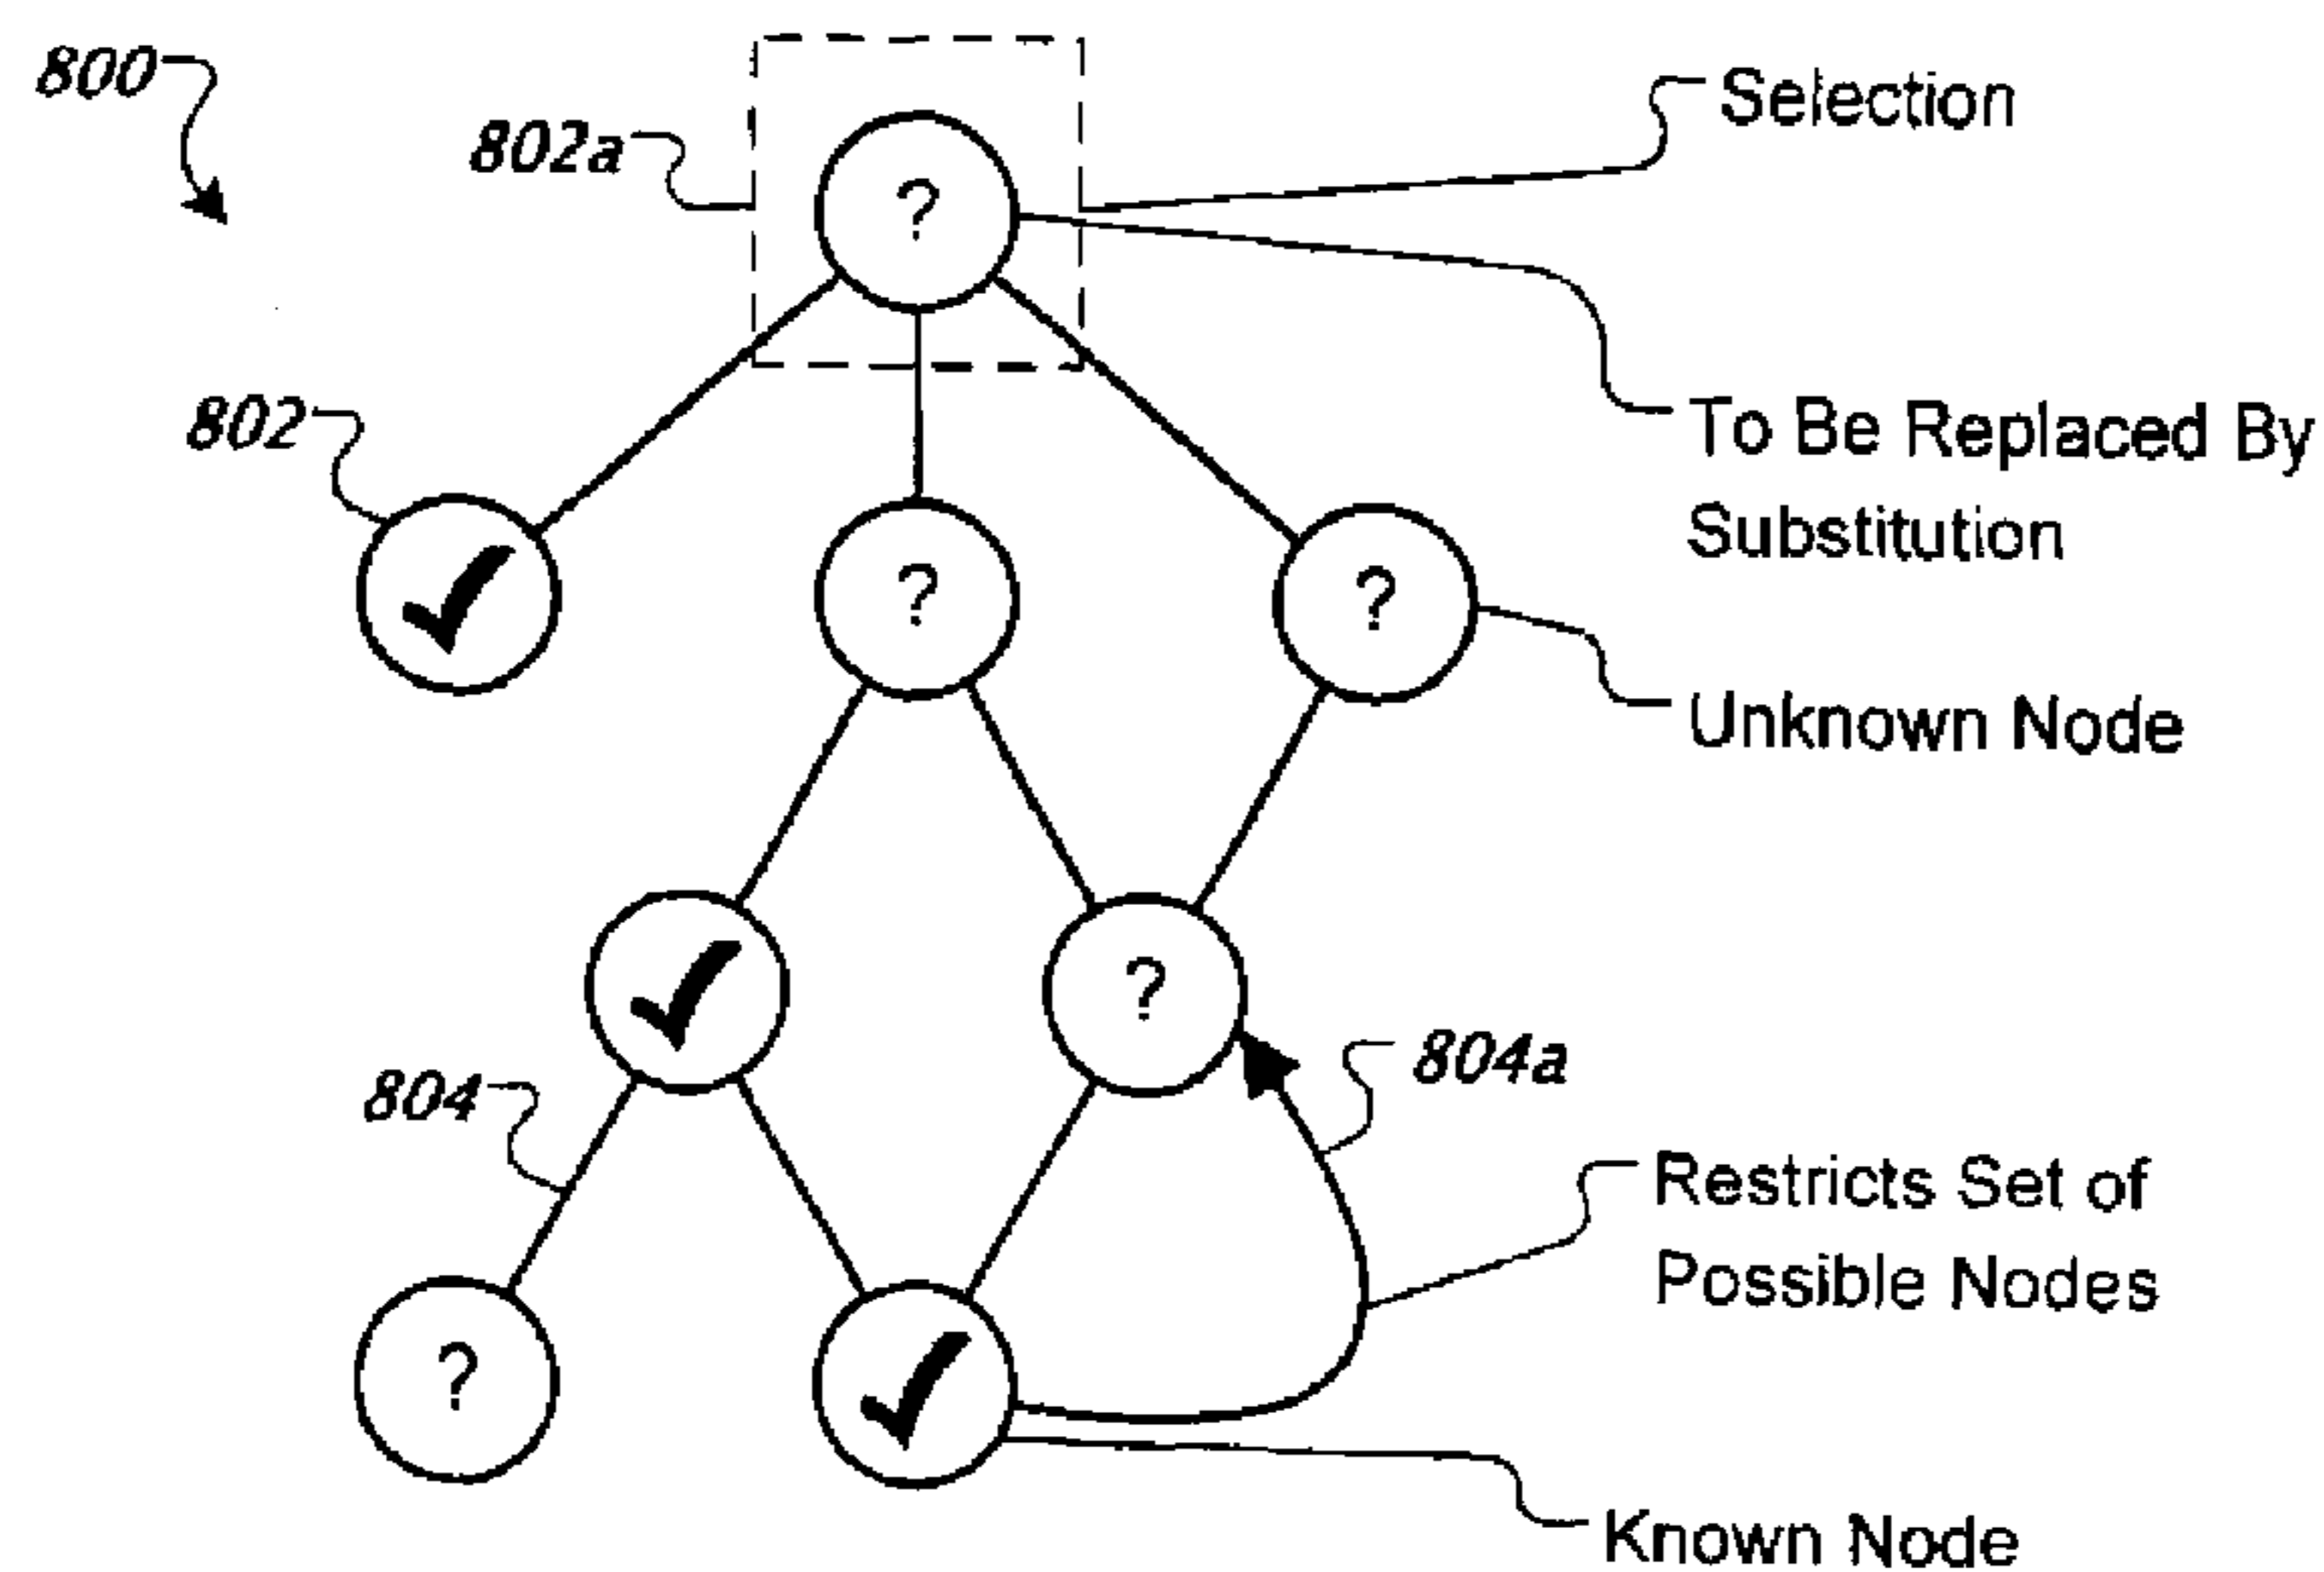 800
Selection
802a
?
802
To Be Replaced By
Substitution
? ?
Unknown Node
?
804a
804
Restricts Set of
Possible Nodes
?
Known Node